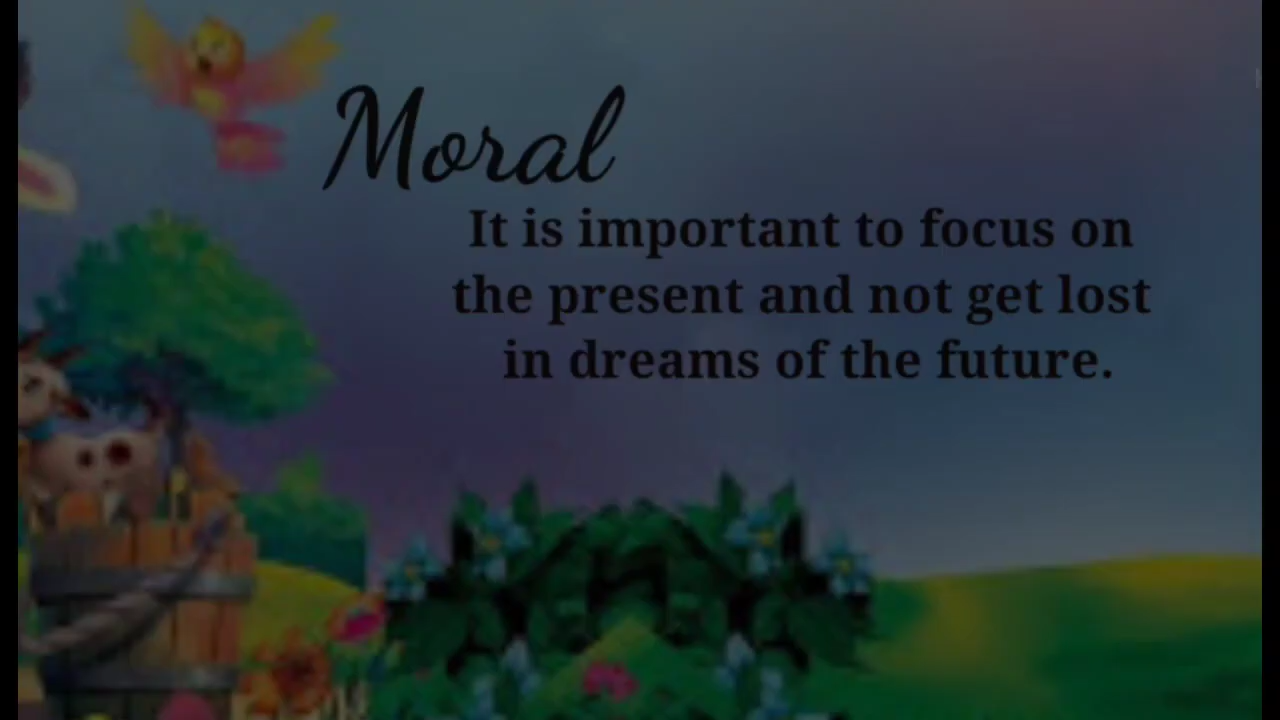 Moral
It is important to focus on
the present and not get lost
in dreams of the future.